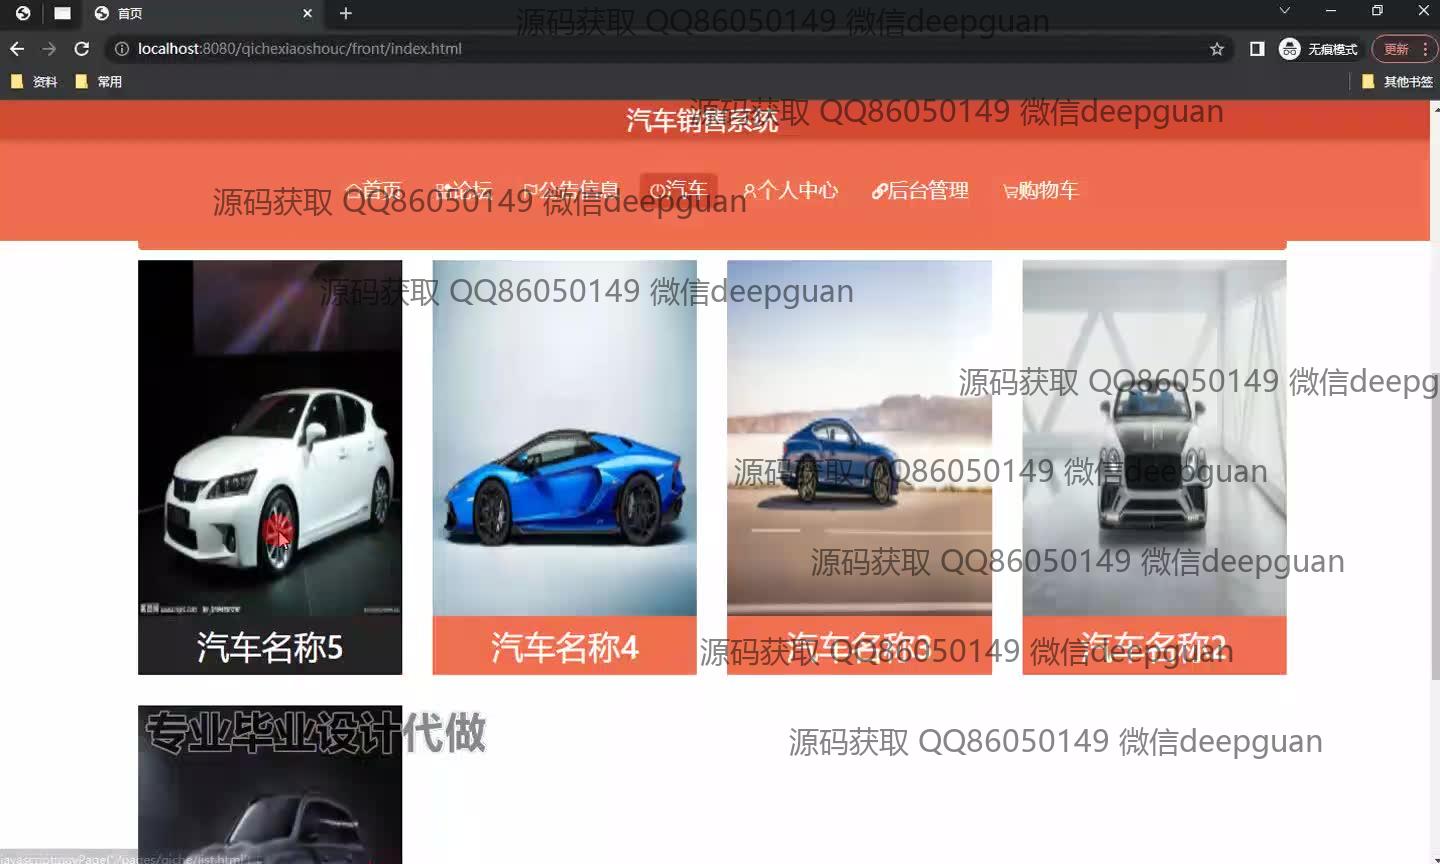 首页
源码获取 QQ86050149 微信deepguan
localhost:8080/qichexiaoshouc/front/index.html
无痕模式
更新
资料
常用
其他书签
汽车销售系统
源码获取 QQ86050149 微信deepguan
首页
论坛
公告信息
汽车
个人中心
后台管理
购物车
源码获取 QQ86050149 微信deepguan
源码获取 QQ86050149 微信deepguan
源码获取 QQ86050149 微信deepg
源码获取 QQ86050149 微信deepguan
源码获取 QQ86050149 微信deepguan
汽车名称5
汽车名称4
汽车名称3
汽车名称2
源码获取 QQ86050149 微信deepguan
专业毕业设计代做
源码获取 QQ86050149 微信deepguan